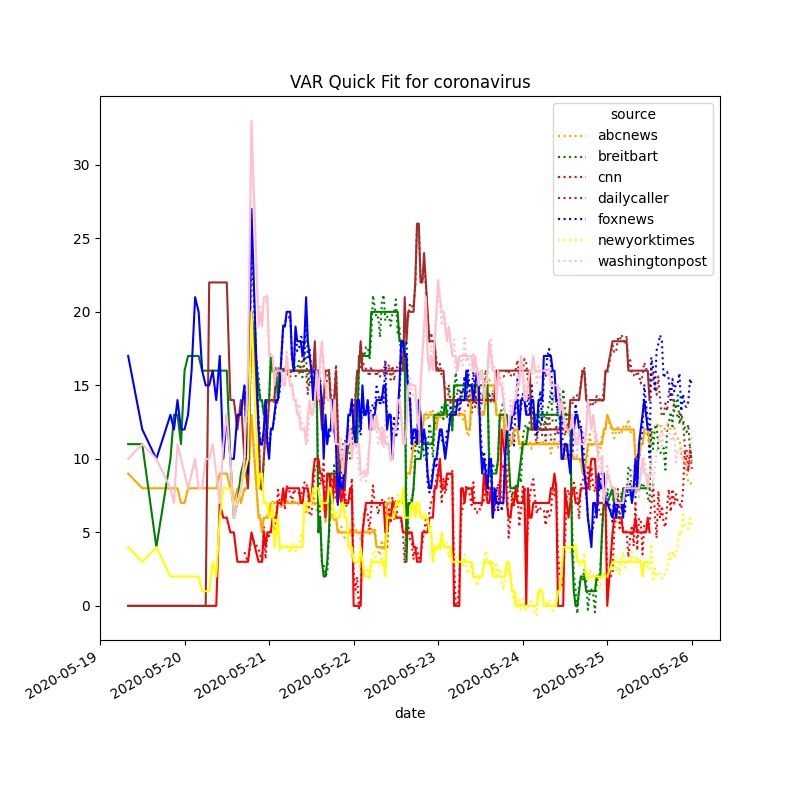 VAR Quick Fit for coronavirus
source
abcnews
breitbart
cnn
dailycaller
foxnews
newyorktimes
washingtonpost
30
25
20
15
10
5
0
2020-05-19
2020-05-20
2020-05-21
2020-05-22
2020-05-23
2020-05-24
2020-05-25
2020-05-26
date